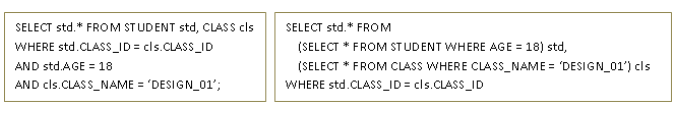 SELECT std.* FROM STUDENT std, CLASS cls
WHERE std.CLASS_ID = cls.CLASS_ID
AND std.AGE = 18
AND cls.CLASS_NAME = ‘DESIGN_01’;
SELECT std.* FROM
(SELECT * FROM STUDENT WHERE AGE = 18) std,
(SELECT * FROM CLASS WHERE CLASS_NAME = ‘DESIGN_01’) cls
WHERE std.CLASS_ID = cls.CLASS_ID